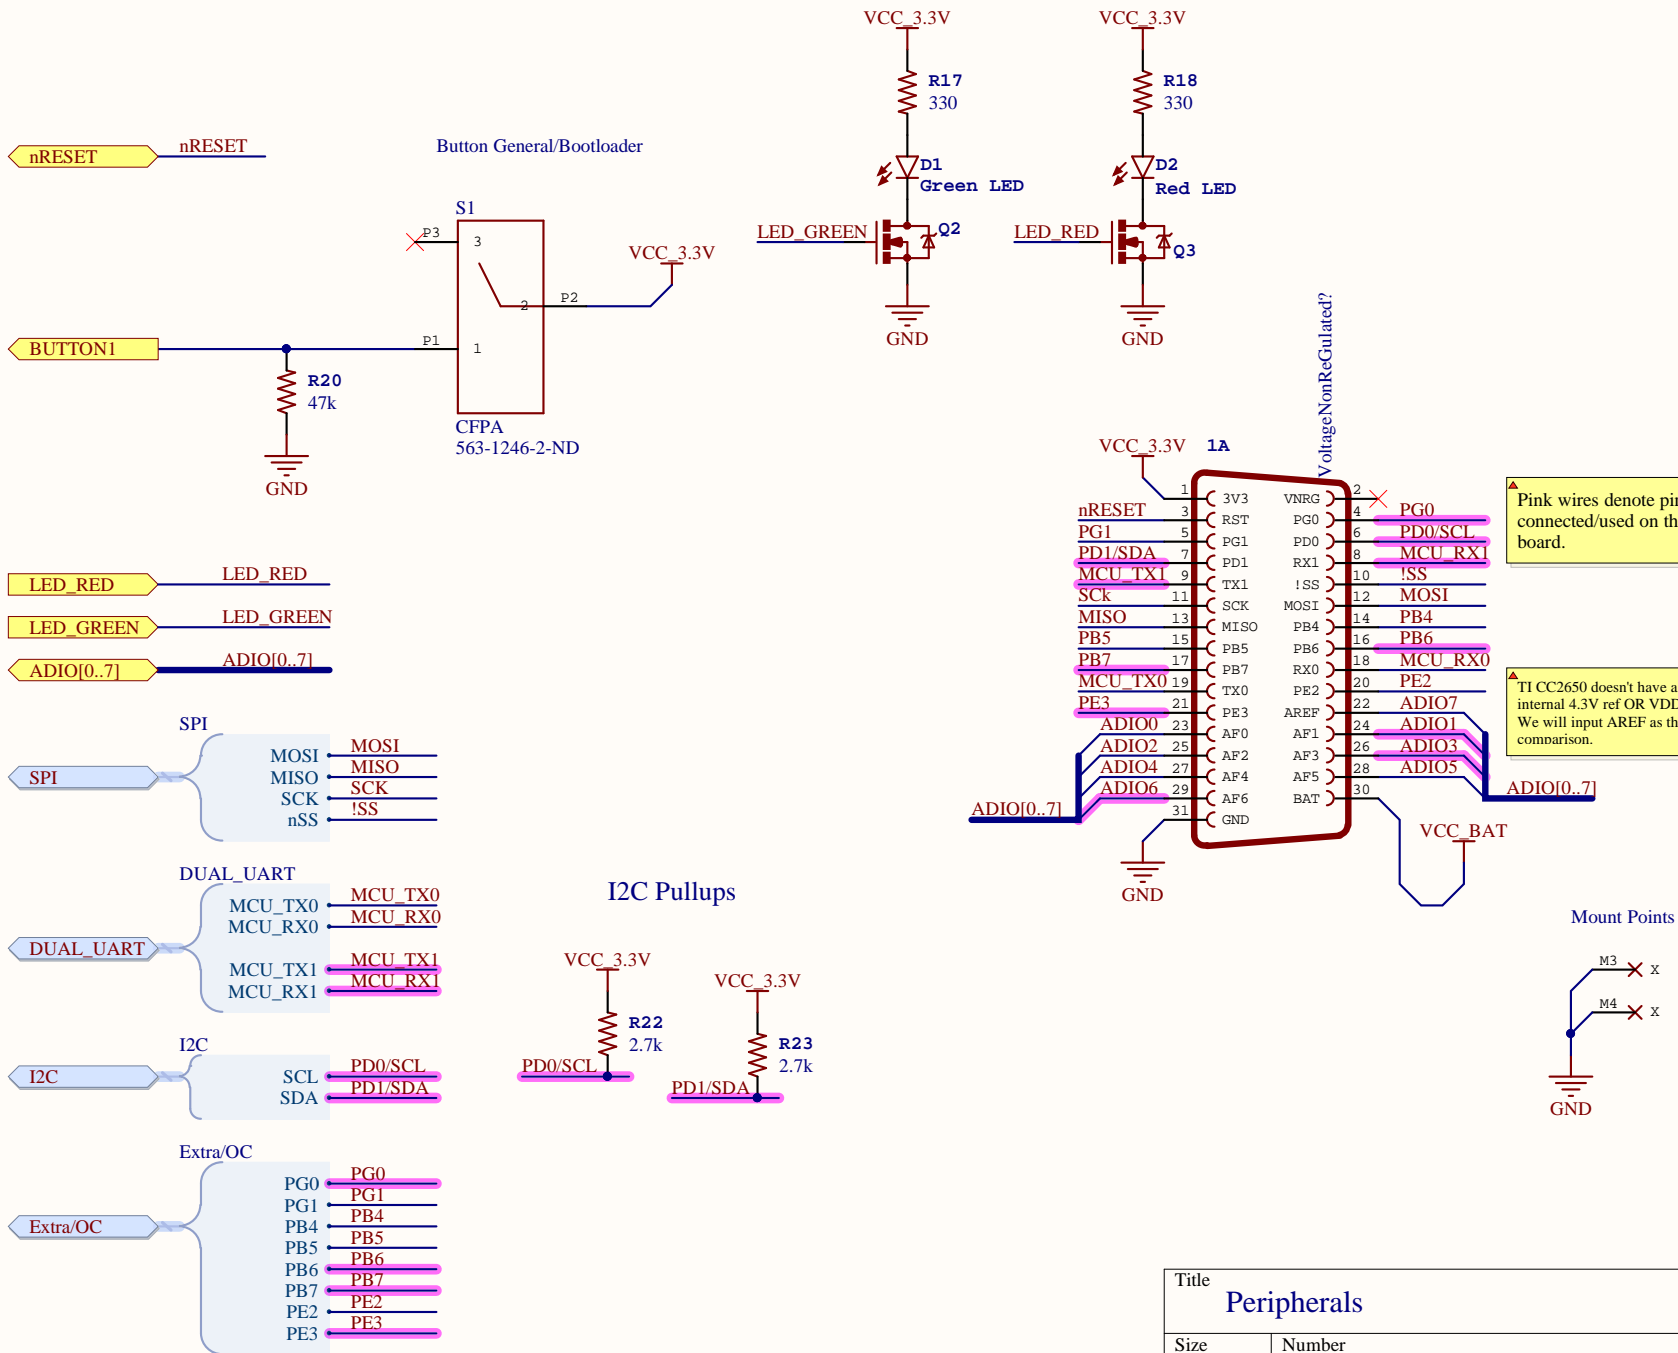 VCC_3.3V
R17
330
D1
Green LED
LED_GREEN
Q2
GND
VCC_3.3V
R18
330
D2
Red LED
LED_RED
Q3
GND
nRESET
nRESET
Button General/Bootloader
S1
P3
3
2
P2
VCC_3.3V
BUTTON1
P1
1
R20
47k
GND
CFPA
563-1246-2-ND
LED_RED
LED_RED
LED_GREEN
LED_GREEN
ADIO[0..7]
ADIO[0..7]
SPI
SPI
MOSI MOSI
MISO MISO
SCK SCK
nSS !SS
DUAL_UART
DUAL_UART
MCU_TX0 MCU_TX0
MCU_RX0 MCU_RX0
MCU_TX1 MCU_TX1
MCU_RX1 MCU_RX1
I2C
I2C
SCL PD0/SCL
SDA PD1/SDA
Extra/OC
Extra/OC
PG0 PG0
PG1 PG1
PB4 PB4
PB5 PB5
PB6 PB6
PB7 PB7
PE2 PE2
PE3 PE3
I2C Pullups
VCC_3.3V
R22
2.7k
PD0/SCL
VCC_3.3V
R23
2.7k
PD1/SDA
VoltageNonReGulated?
VCC_3.3V
1A
1 3V3 VNRG 2
nRESET 3 RST PG0 4 PG0
PG1 5 PG1 PD0 6 PD0/SCL
PD1/SDA 7 PD1 RX1 8 MCU_RX1
MCU_TX1 9 TX1 !SS 10 !SS
SCk 11 SCK MOSI 12 MOSI
MISO 13 MISO PB4 14 PB4
PB5 15 PB5 PB6 16 PB6
PB7 17 PB7 RX0 18 MCU_RX0
MCU_TX0 19 TX0 PE2 20 PE2
PE3 21 PE3 AREF 22 ADIO7
ADIO0 23 AF0 AF1 24 ADIO1
ADIO2 25 AF2 AF3 26 ADIO3
ADIO4 27 AF4 AF5 28 ADIO5
ADIO6 29 AF6 BAT 30
31 GND
ADIO[0..7]
ADIO[0..7]
GND
VCC_BAT
Pink wires denote pin
connected/used on th
board.
TI CC2650 doesn't have a
internal 4.3V ref OR VDD
We will input AREF as th
comparison.
Mount Points
M3 X
M4 X
GND
Title
Peripherals
Size Number